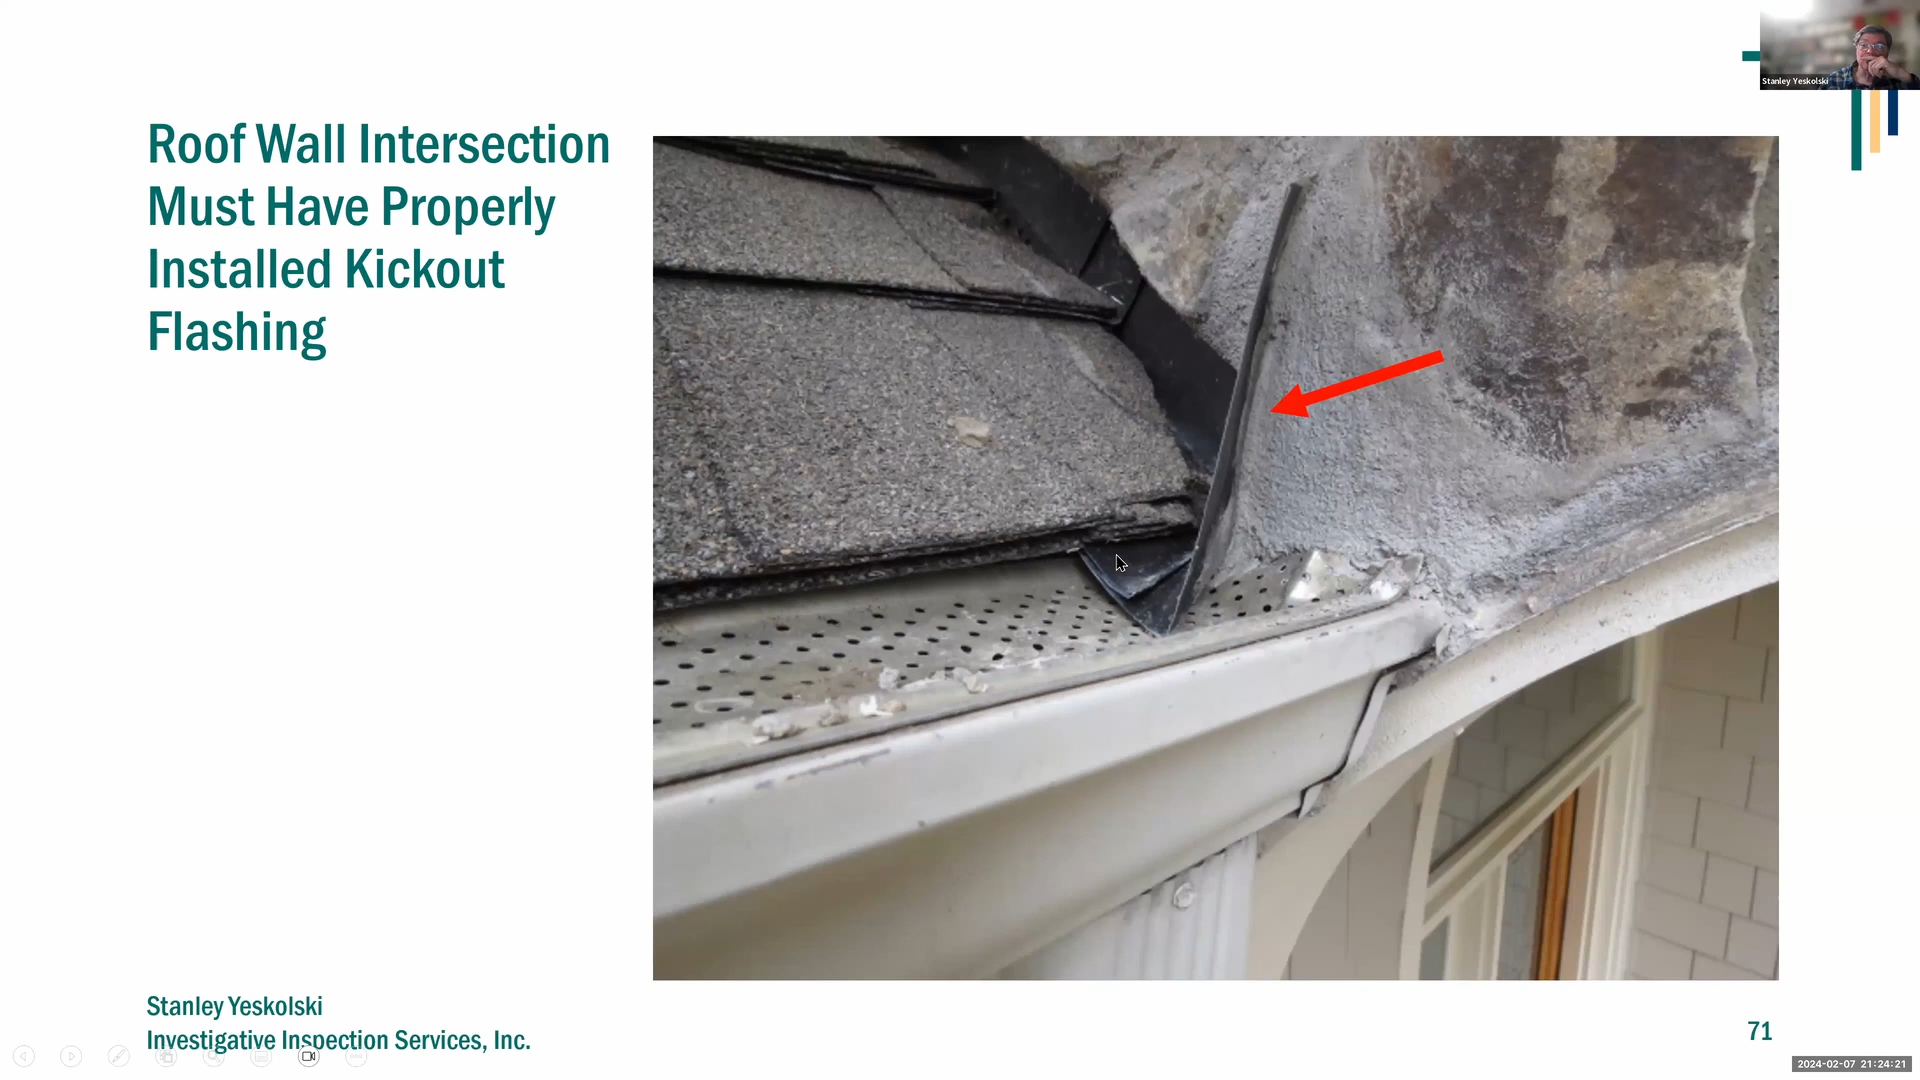 Stanley Yeskolski
Roof Wall Intersection
Must Have Properly
Installed Kickout
Flashing
Stanley Yeskolski
Investigative Inspection Services, Inc.
71
2024-02-07 21:24:21